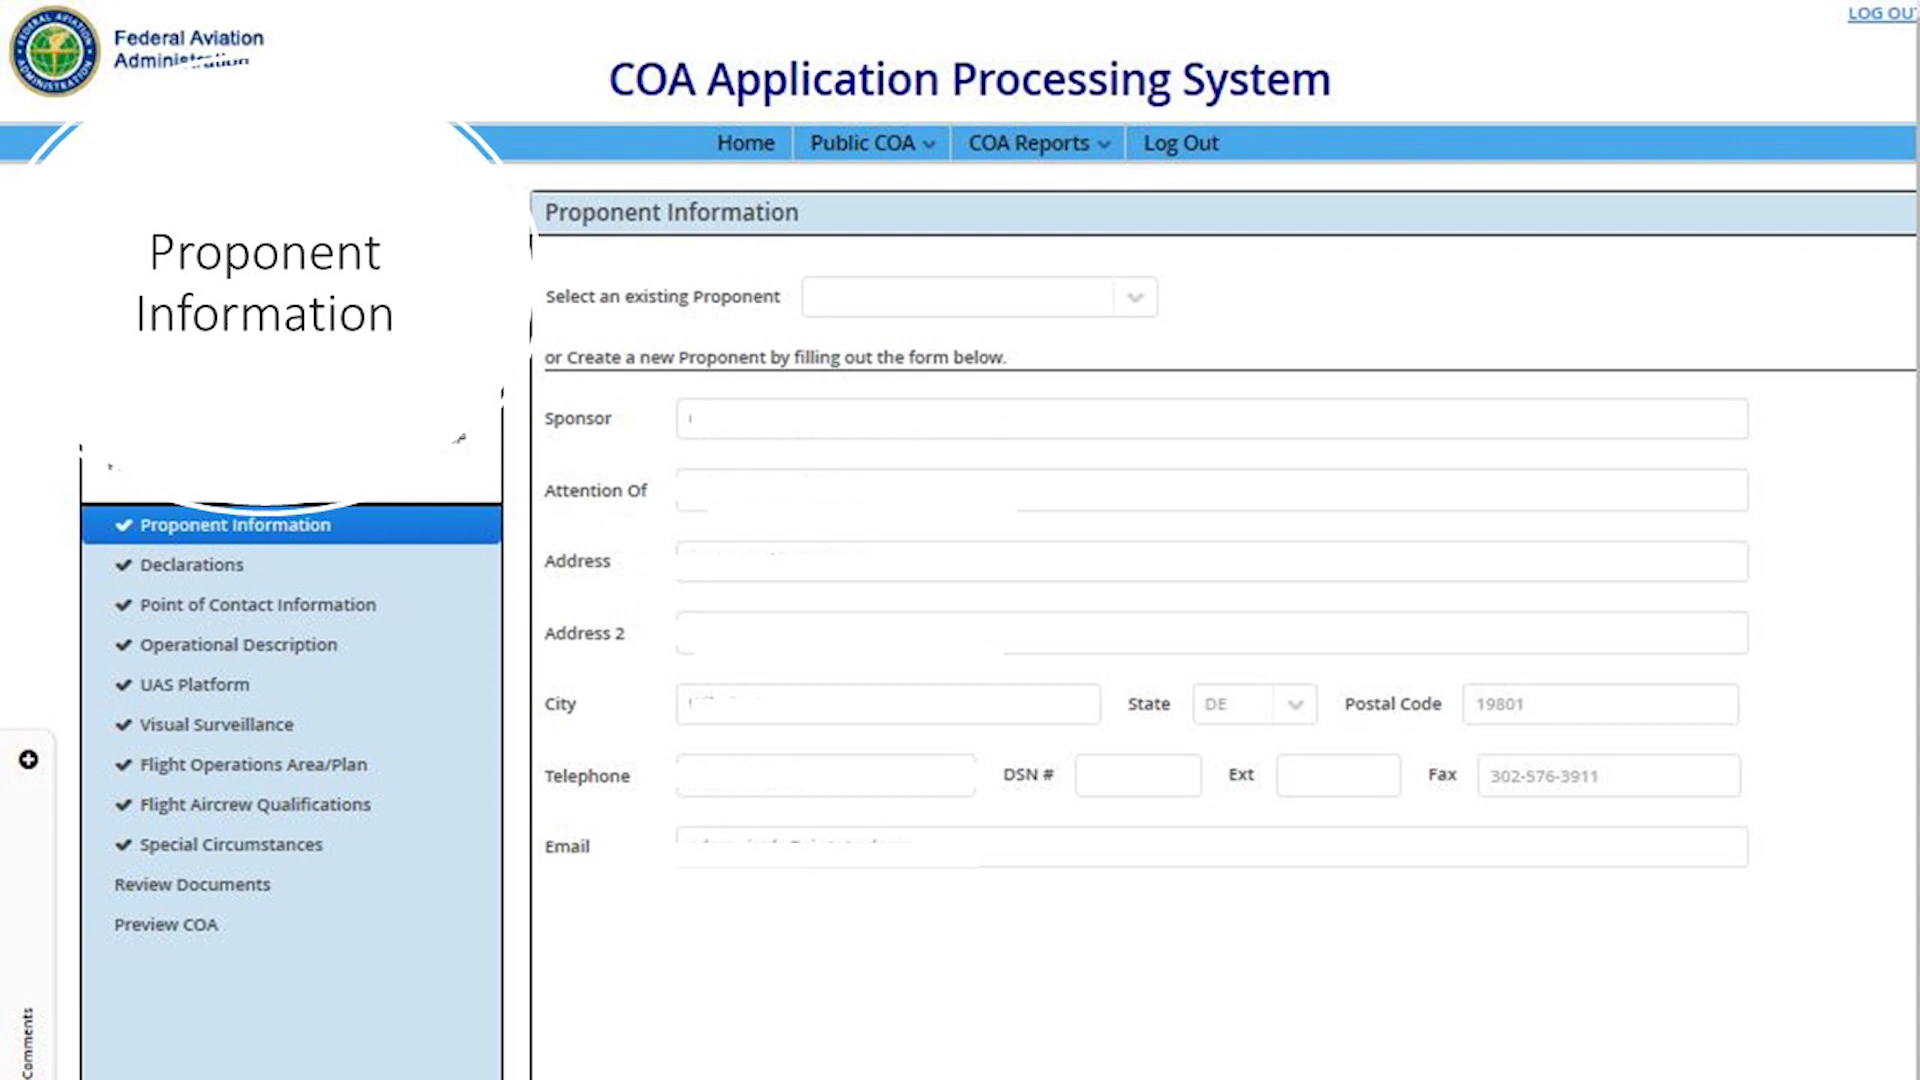 LOG OUT
Federal Aviation
Administration
COA Application Processing System
Home Public COA COA Reports Log Out
Proponent
Information
Proponent Information
Select an existing Proponent
or Create a new Proponent by filling out the form below.
Sponsor
Attention Of
Address
Address 2
City State DE Postal Code 19801
Telephone DSN # Ext Fax 302-576-3911
Email
Proponent Information
Declarations
Point of Contact Information
Operational Description
UAS Platform
Visual Surveillance
Flight Operations Area/Plan
Flight Aircrew Qualifications
Special Circumstances
Review Documents
Preview COA
Comments